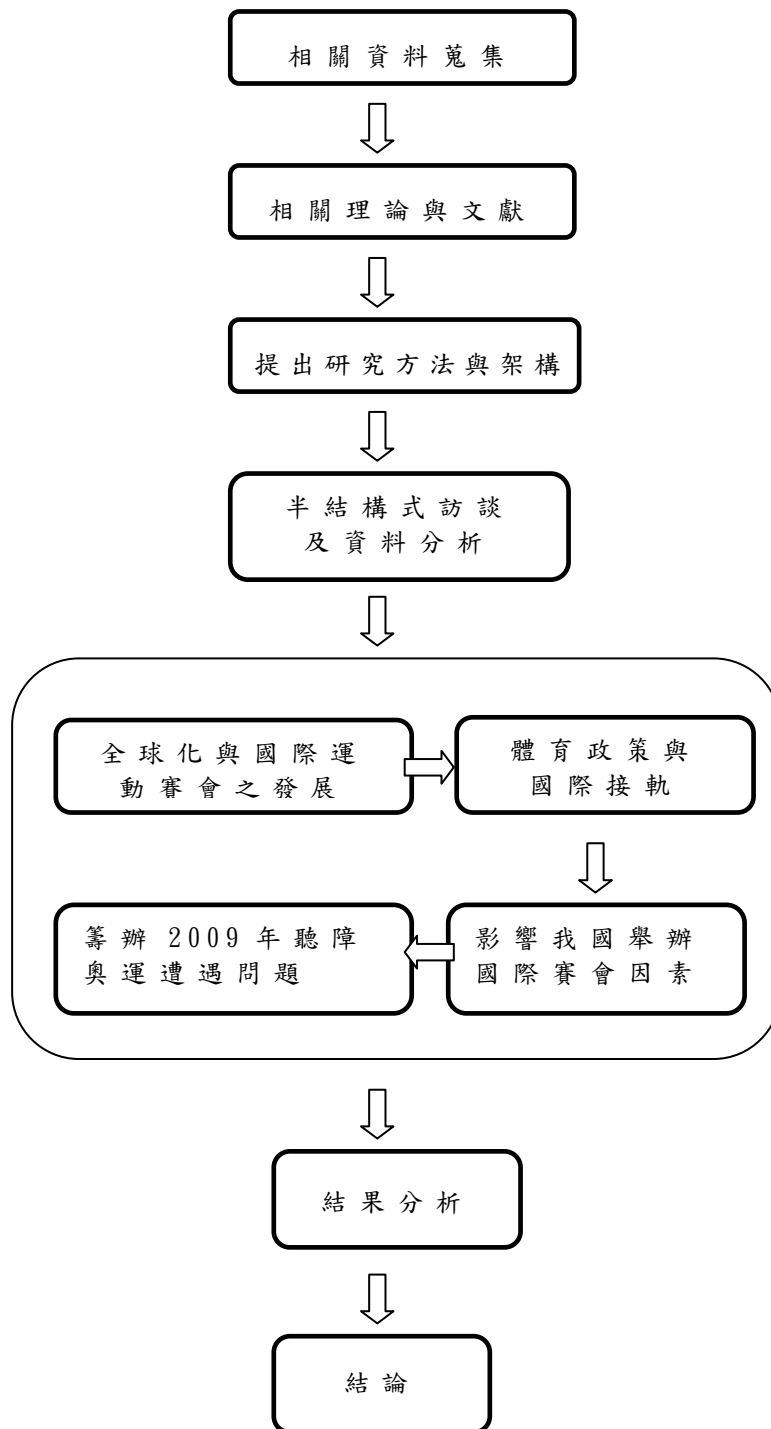 相關資料蒐集
相關理論與文獻
提出研究方法與架構
半結構式訪談
及資料分析
全球化與國際運
動賽會之發展
體育政策與
國際接軌
影響我國舉辦
國際賽會因素
籌辦 2009 年聽障
奧運遭遇問題
結果分析
結論